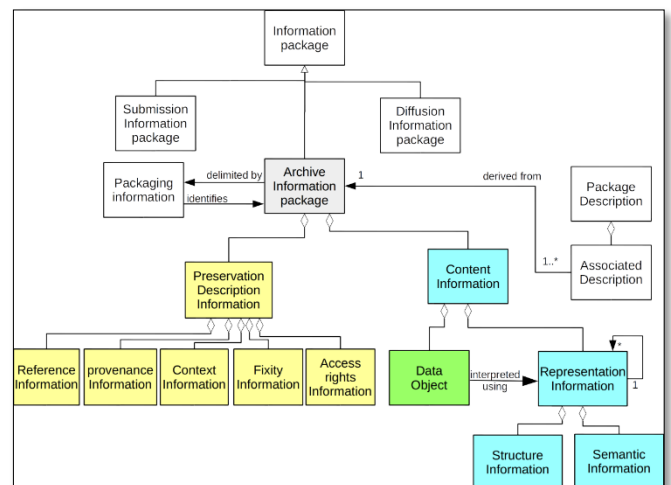 Information
package
Submission
Information
package
Diffusion
Information
package
Packaging
information
delimited by
identifies
Archive
Information
package
1
derived from
1..*
Package
Description
Associated
Description
Preservation
Description
Information
Content
Information
Reference
Information
provenance
Information
Context
Information
Fixity
Information
Access
rights
Information
Data
Object
interpreted
using
Representation
Information
*
1
Structure
Information
Semantic
Information